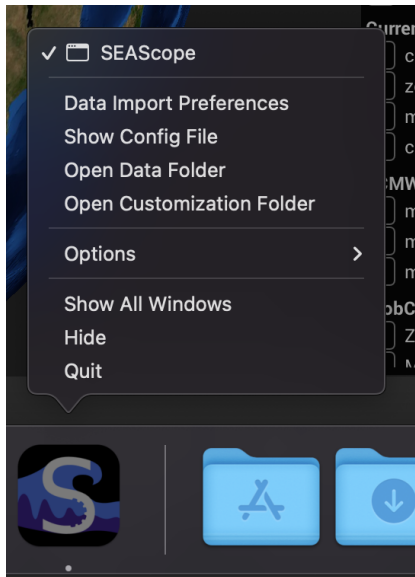 SEAScope
Data Import Preferences
Show Config File
Open Data Folder
Open Customization Folder
Options
Show All Windows
Hide
Quit